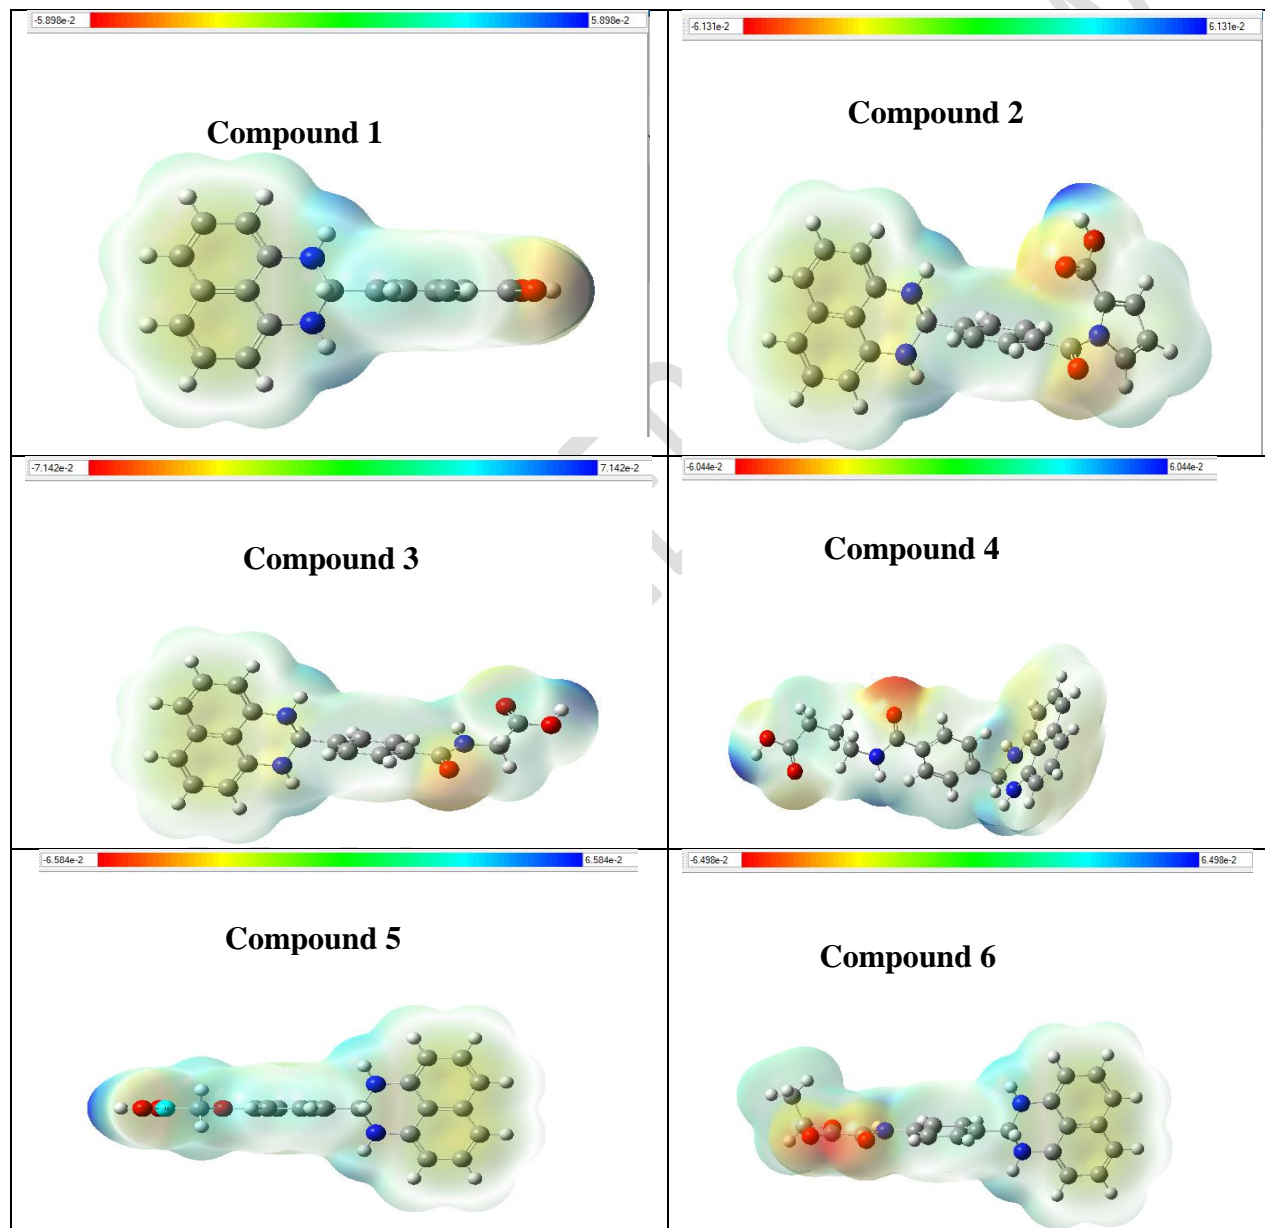 -5.898e-2 5.898e-2
-6.131e-2 6.131e-2
Compound 1
Compound 2
-7.142e-2 7.142e-2
-6.044e-2 6.044e-2
Compound 3
Compound 4
-6.584e-2 6.584e-2
-6.498e-2 6.498e-2
Compound 5
Compound 6